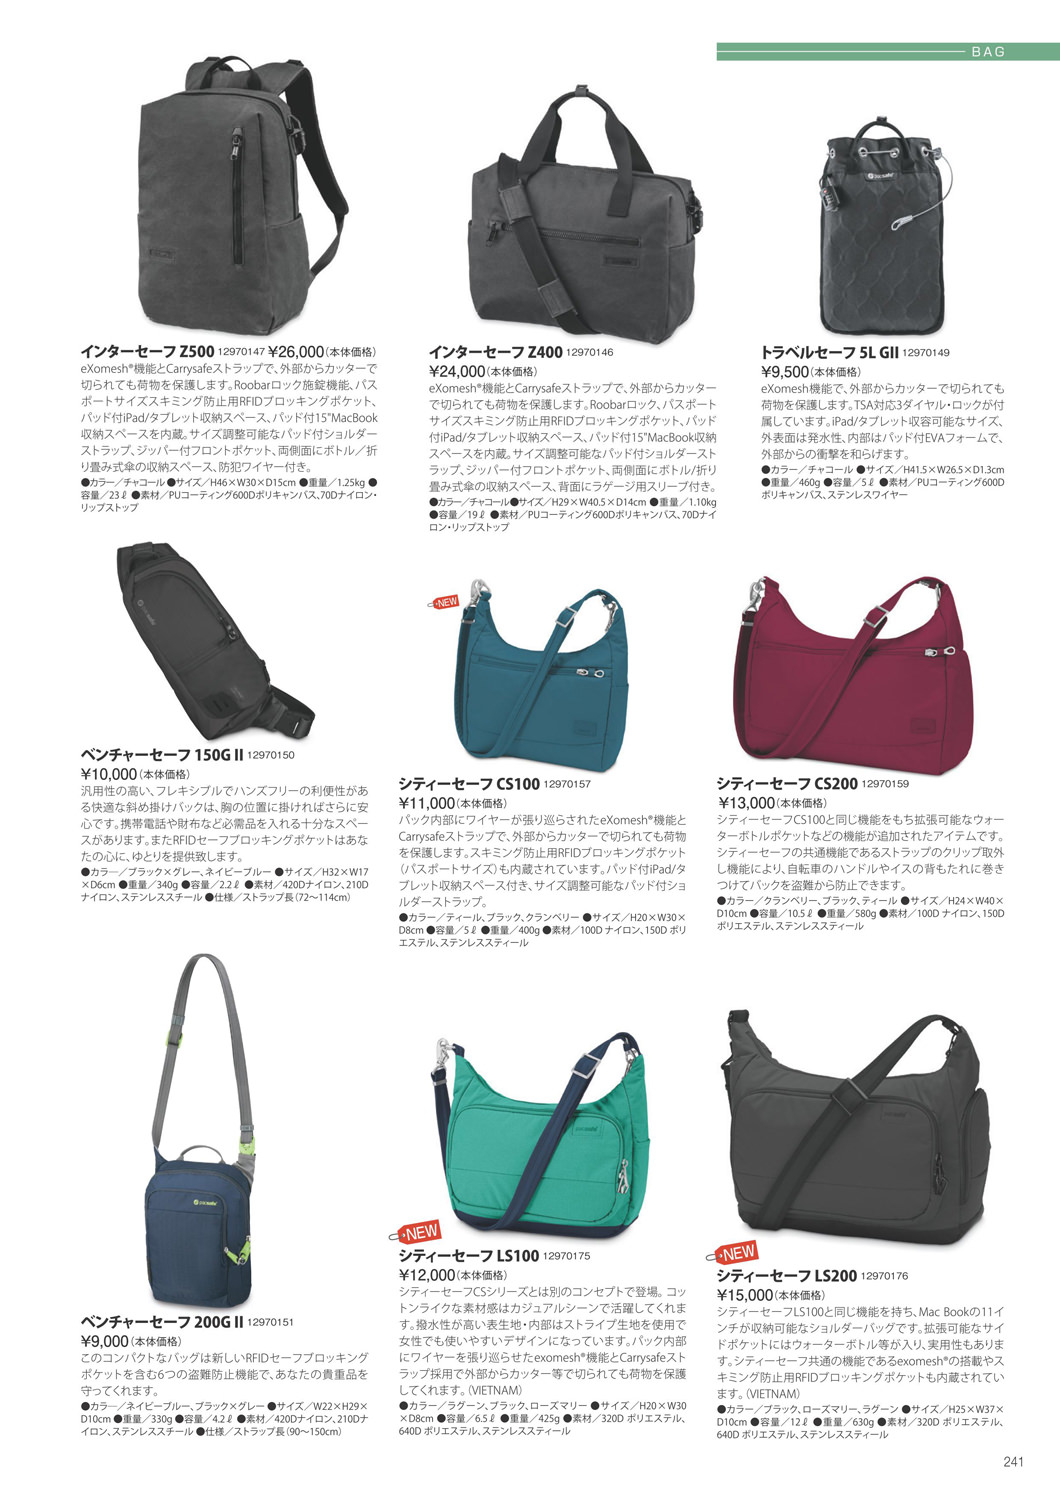 BAG
インターセーフ Z500 12970147 ¥26,000（本体価格）
eXomesh®機能とCarrysafeストラップで、外部からカッターで
切られても荷物を保護します。Roobarロック施錠機能、パス
ポートサイズスキミング防止用RFIDブロッキングポケット、
パッド付iPad/タブレット収納スペース、パッド付15"MacBook
収納スペースを内蔵。サイズ調整可能なパッド付ショルダー
ストラップ、ジッパー付フロントポケット、両側面にボトル／折
り畳み式傘の収納スペース、防犯ワイヤー付き。
●カラー／チャコール ●サイズ／H46×W30×D15cm ●重量／1.25kg ●
容量／23ℓ ●素材／PUコーティング600Dポリキャンバス、70Dナイロン・
リップストップ
インターセーフ Z400 12970146
¥24,000（本体価格）
eXomesh®機能とCarrysafeストラップで、外部からカッター
で切られても荷物を保護します。Roobarロック、パスポート
サイズスキミング防止用RFIDブロッキングポケット、パッド
付iPad/タブレット収納スペース、パッド付15"MacBook収納
スペースを内蔵。サイズ調整可能なパッド付ショルダースト
ラップ、ジッパー付フロントポケット、両側面にボトル/折り
畳み式傘の収納スペース、背面にラゲージ用スリーブ付き。
●カラー／チャコール●サイズ／H29×W40.5×D14cm ●重量／1.10kg
●容量／19ℓ ●素材／PUコーティング600Dポリキャンバス、70Dナイ
ロン・リップストップ
pacsafe
トラベルセーフ 5L GII 12970149
¥9,500（本体価格）
eXomesh機能で、外部からカッターで切られても
荷物を保護します。TSA対応3ダイヤル・ロックが付
属しています。iPad/タブレット収容可能なサイズ、
外表面は発水性、内部はパッド付EVAフォームで、
外部からの衝撃を和らげます。
●カラー／チャコール ●サイズ／H41.5×W26.5×D1.3cm
●重量／460g ●容量／5ℓ ●素材／PUコーティング600D
ポリキャンバス、ステンレスワイヤー
ベンチャーセーフ 150G II 12970150
¥10,000（本体価格）
汎用性の高い、フレキシブルでハンズフリーの利便性があ
る快適な斜め掛けバックは、胸の位置に掛ければさらに安
心です。携帯電話や財布など必需品を入れる十分なスペー
スがあります。またRFIDセーフブロッキングポケットはあな
たの心に、ゆとりを提供致します。
●カラー／ブラック×グレー、ネイビーブルー ●サイズ／H32×W17
×D6cm ●重量／340g ●容量／2.2ℓ ●素材／420Dナイロン、210D
ナイロン、ステンレススチール ●仕様／ストラップ長（72〜114cm）
NEW
シティーセーフ CS100 12970157
¥11,000（本体価格）
バック内部にワイヤーが張り巡らされたeXomesh®機能と
Carrysafeストラップで、外部からカッターで切られても荷物
を保護します。スキミング防止用RFIDブロッキングポケット
（パスポートサイズ）も内蔵されています。パッド付iPad/タ
ブレット収納スペース付き、サイズ調整可能なパッド付ショ
ルダーストラップ。
●カラー／ティール、ブラック、クランベリー ●サイズ／H20×W30×
D8cm ●容量／5ℓ ●重量／400g ●素材／100D ナイロン、150D ポリ
エステル、ステンレススティール
シティーセーフ CS200 12970159
¥13,000（本体価格）
シティーセーフCS100と同じ機能をもち拡張可能なウォー
ターボトルポケットなどの機能が追加されたアイテムです。
シティーセーフの共通機能であるストラップのクリップ取外
し機能により、自転車のハンドルやイスの背もたれに巻き
つけてバックを盗難から防止できます。
●カラー／クランベリー、ブラック、ティール ●サイズ／H24×W40×
D10cm ●容量／10.5ℓ ●重量／580g ●素材／100D ナイロン、150D
ポリエステル、ステンレススティール
pacsafe
ベンチャーセーフ 200G II 12970151
¥9,000（本体価格）
このコンパクトなバッグは新しいRFIDセーフブロッキング
ポケットを含む6つの盗難防止機能で、あなたの貴重品を
守ってくれます。
●カラー／ネイビーブルー、ブラック×グレー ●サイズ／W22×H29×
D10cm ●重量／330g ●容量／4.2ℓ ●素材／420Dナイロン、210Dナ
イロン、ステンレススチール ●仕様／ストラップ長（90〜150cm）
NEW
シティーセーフ LS100 12970175
¥12,000（本体価格）
シティーセーフCSシリーズとは別のコンセプトで登場。コッ
トンライクな素材感はカジュアルシーンで活躍してくれま
す。撥水性が高い表生地・内部はストライプ生地を使用で
女性でも使いやすいデザインになっています。バック内部
にワイヤーを張り巡らせたexomesh®機能とCarrysafeスト
ラップ採用で外部からカッター等で切られても荷物を保護
してくれます。（VIETNAM）
●カラー／ラグーン、ブラック、ローズマリー ●サイズ／H20×W30
×D8cm ●容量／6.5ℓ ●重量／425g ●素材／320D ポリエステル、
640D ポリエステル、ステンレススティール
NEW
シティーセーフ LS200 12970176
¥15,000（本体価格）
シティーセーフLS100と同じ機能を持ち、Mac Bookの11イ
ンチが収納可能なショルダーバッグです。拡張可能なサイ
ドポケットにはウォーターボトル等が入り、実用性もありま
す。シティーセーフ共通の機能であるexomesh®の搭載やス
キミング防止用RFIDブロッキングポケットも内蔵されてい
ます。（VIETNAM）
●カラー／ブラック、ローズマリー、ラグーン ●サイズ／H25×W37×
D10cm ●容量／12ℓ ●重量／630g ●素材／320D ポリエステル、
640D ポリエステル、ステンレススティール
241